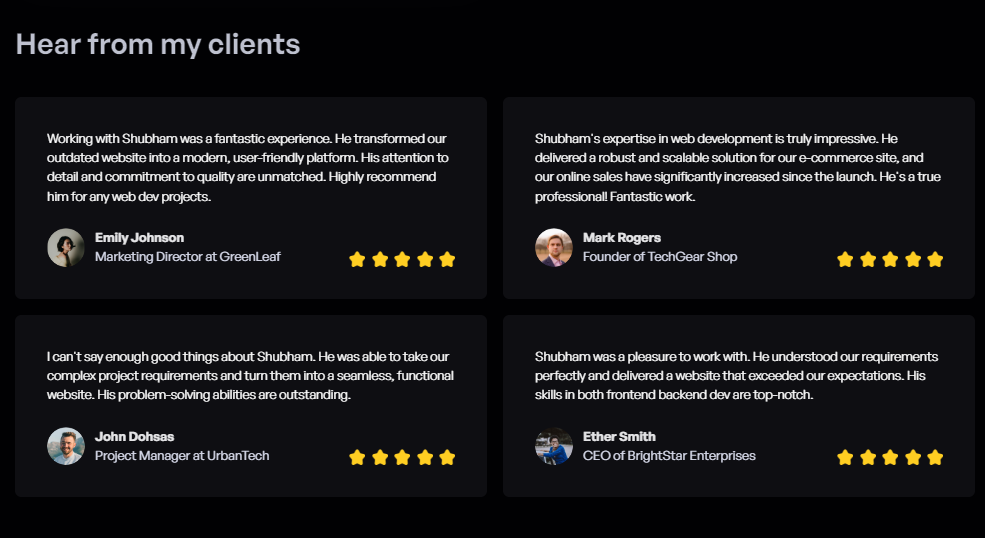 Hear from my clients
Working with Shubham was a fantastic experience. He transformed our
outdated website into a modern, user-friendly platform. His attention to
detail and commitment to quality are unmatched. Highly recommend
him for any web dev projects.
Emily Johnson
Marketing Director at GreenLeaf
Shubham's expertise in web development is truly impressive. He
delivered a robust and scalable solution for our e-commerce site, and
our online sales have significantly increased since the launch. He's a true
professional! Fantastic work.
Mark Rogers
Founder of TechGear Shop
I can't say enough good things about Shubham. He was able to take our
complex project requirements and turn them into a seamless, functional
website. His problem-solving abilities are outstanding.
John Dohsas
Project Manager at UrbanTech
Shubham was a pleasure to work with. He understood our requirements
perfectly and delivered a website that exceeded our expectations. His
skills in both frontend backend dev are top-notch.
Ether Smith
CEO of BrightStar Enterprises